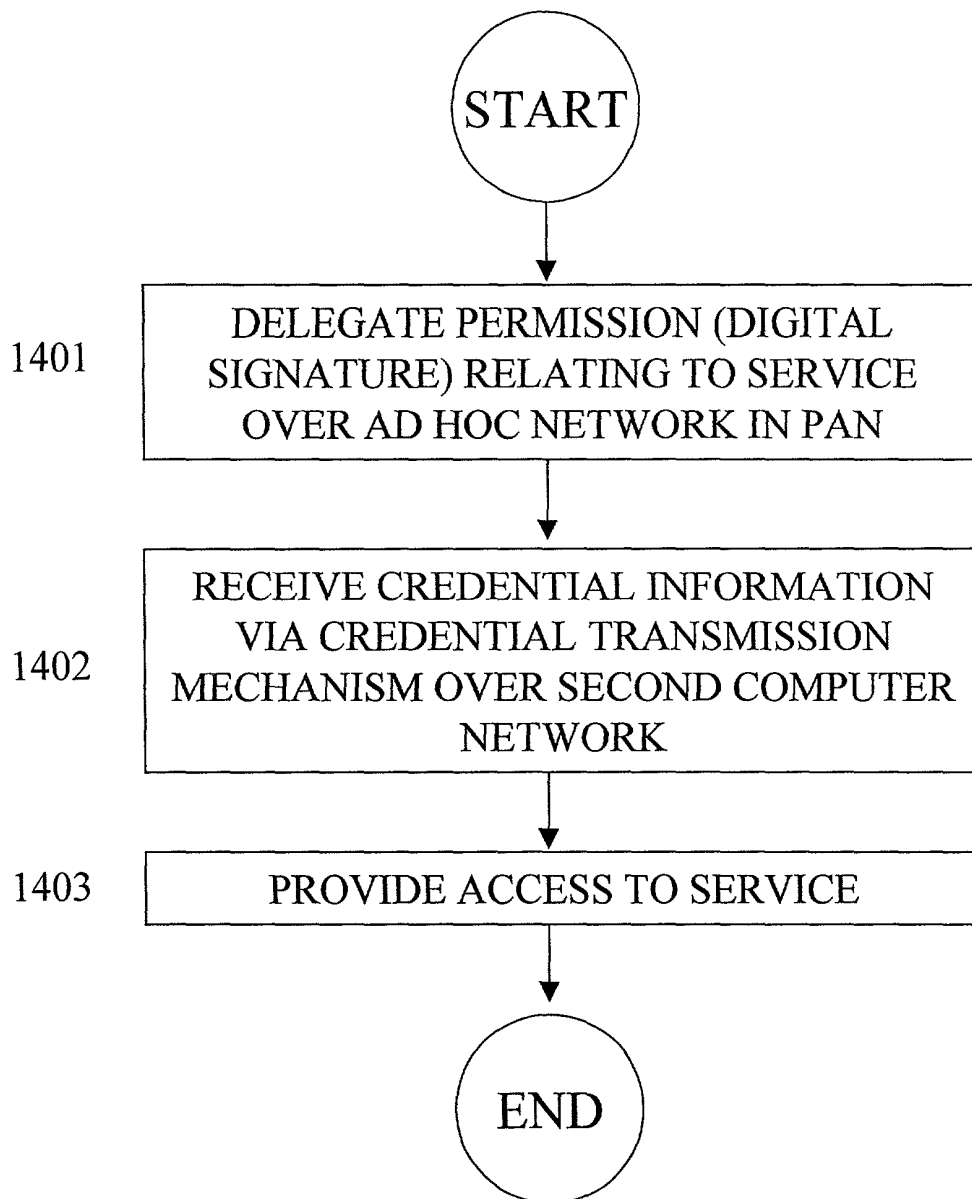 START
1401
DELEGATE PERMISSION (DIGITAL
SIGNATURE) RELATING TO SERVICE
OVER AD HOC NETWORK IN PAN
1402
RECEIVE CREDENTIAL INFORMATION
VIA CREDENTIAL TRANSMISSION
MECHANISM OVER SECOND COMPUTER
NETWORK
1403
PROVIDE ACCESS TO SERVICE
END